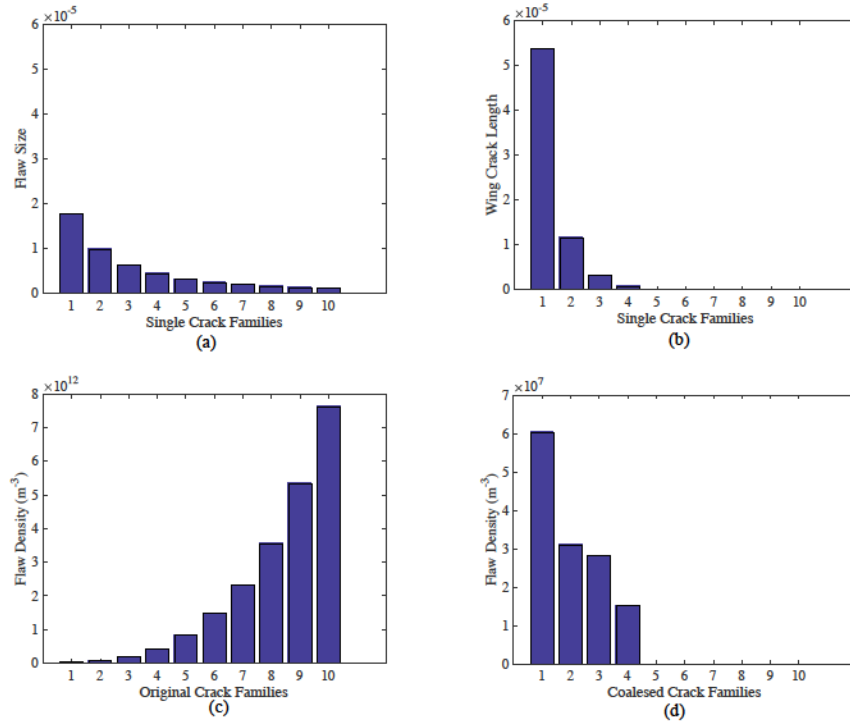 ×10⁻⁵
6
5
4
3
2
1
0
Flaw Size
1 2 3 4 5 6 7 8 9 10
Single Crack Families
(a)
×10⁻⁵
6
5
4
3
2
1
0
Wing Crack Length
1 2 3 4 5 6 7 8 9 10
Single Crack Families
(b)
×10¹²
8
7
6
5
4
3
2
1
0
Flaw Density (m⁻³)
1 2 3 4 5 6 7 8 9 10
Original Crack Families
(c)
×10⁷
7
6
5
4
3
2
1
0
Flaw Density (m⁻³)
1 2 3 4 5 6 7 8 9 10
Coalesed Crack Families
(d)